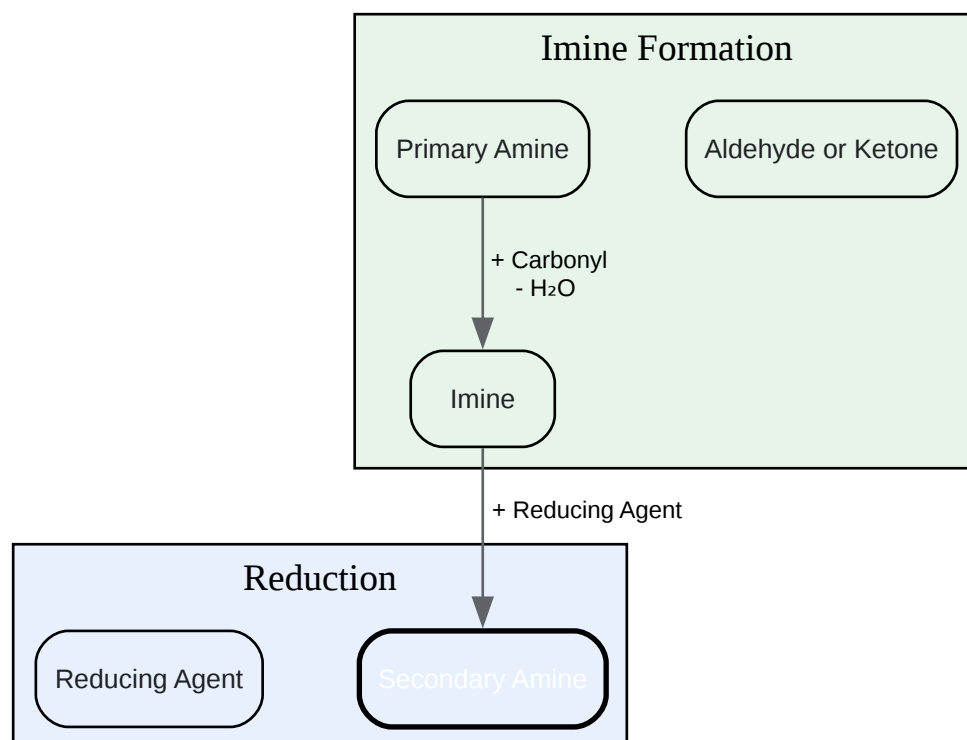 Imine Formation
Primary Amine
Aldehyde or Ketone
+ Carbonyl
- H₂O
Imine
+ Reducing Agent
Reduction
Reducing Agent
Secondary Amine